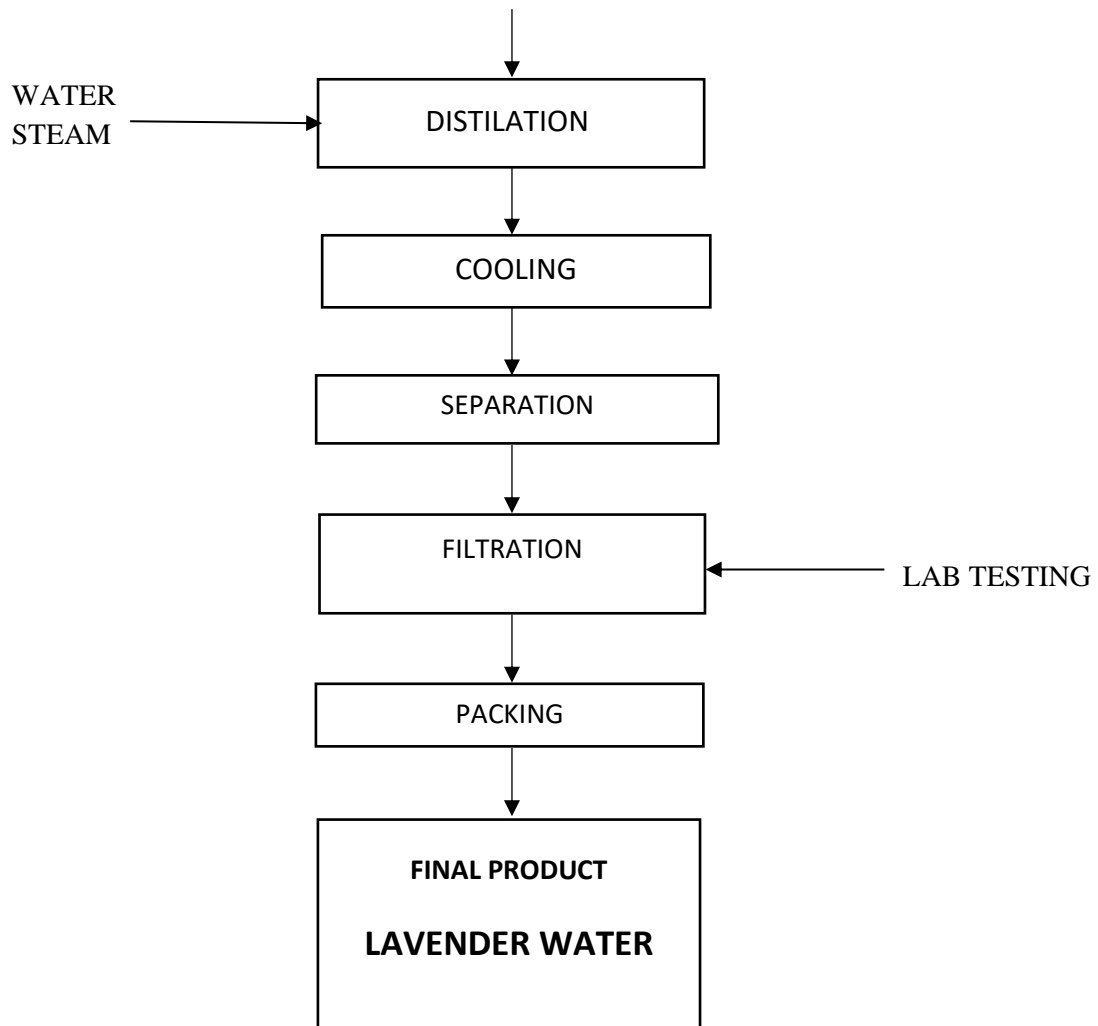 WATER
STEAM
DISTILATION
COOLING
SEPARATION
FILTRATION
LAB TESTING
PACKING
FINAL PRODUCT
LAVENDER WATER